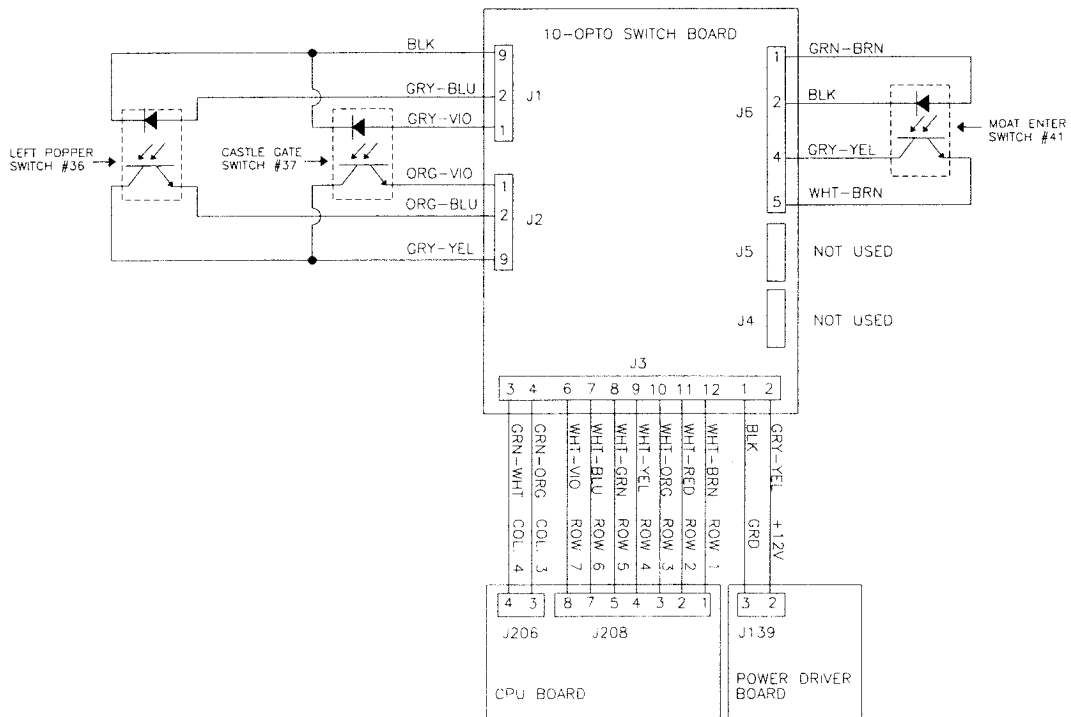 10-OPTO SWITCH BOARD
BLK
9
GRY-BLU
2
J1
GRY-VIO
1
LEFT POPPER
SWITCH #36
CASTLE GATE
SWITCH #37
ORG-VIO
1
ORG-BLU
2
J2
GRY-YEL
9
1
GRN-BRN
2
BLK
J6
4
GRY-YEL
5
WHT-BRN
MOAT ENTER
SWITCH #41
J5
NOT USED
J4
NOT USED
J3
3 4 6 7 8 9 10 11 12 1 2
GRN-WHT COL. 4
GRN-ORG COL. 3
WHT-VIO ROW 7
WHT-BLU ROW 6
WHT-GRN ROW 5
WHT-YEL ROW 4
WHT-ORG ROW 3
WHT-RED ROW 2
WHT-BRN ROW 1
BLK GRD
GRY-YEL +12V
4 3
8 7 5 4 3 2 1
3 2
J206
J208
J139
CPU BOARD
POWER DRIVER
BOARD